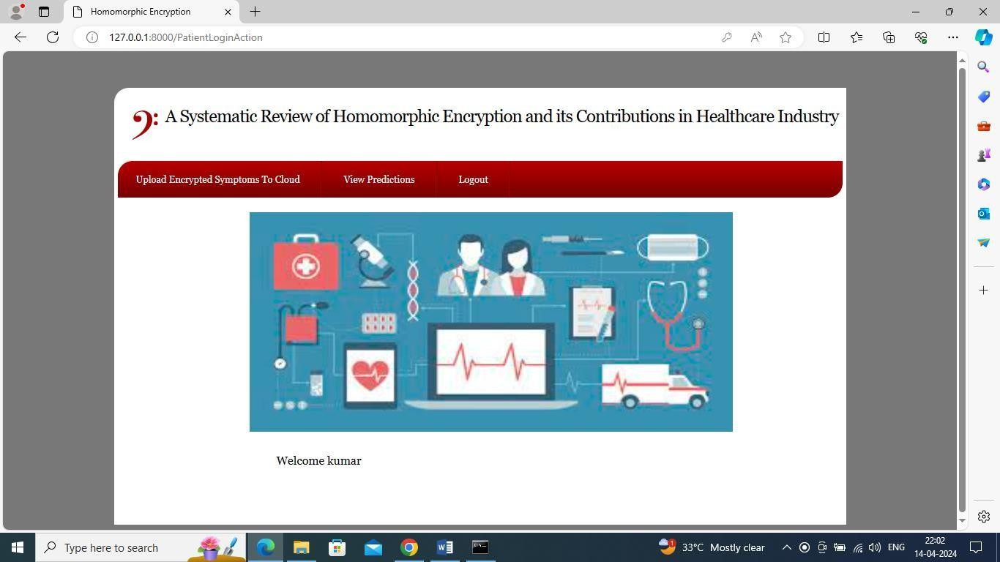 Homomorphic Encryption
127.0.0.1:8000/PatientLoginAction
A Systematic Review of Homomorphic Encryption and its Contributions in Healthcare Industry
Upload Encrypted Symptoms To Cloud
View Predictions
Logout
Welcome kumar
Type here to search
33°C Mostly clear
ENG
22:02
14-04-2024
1